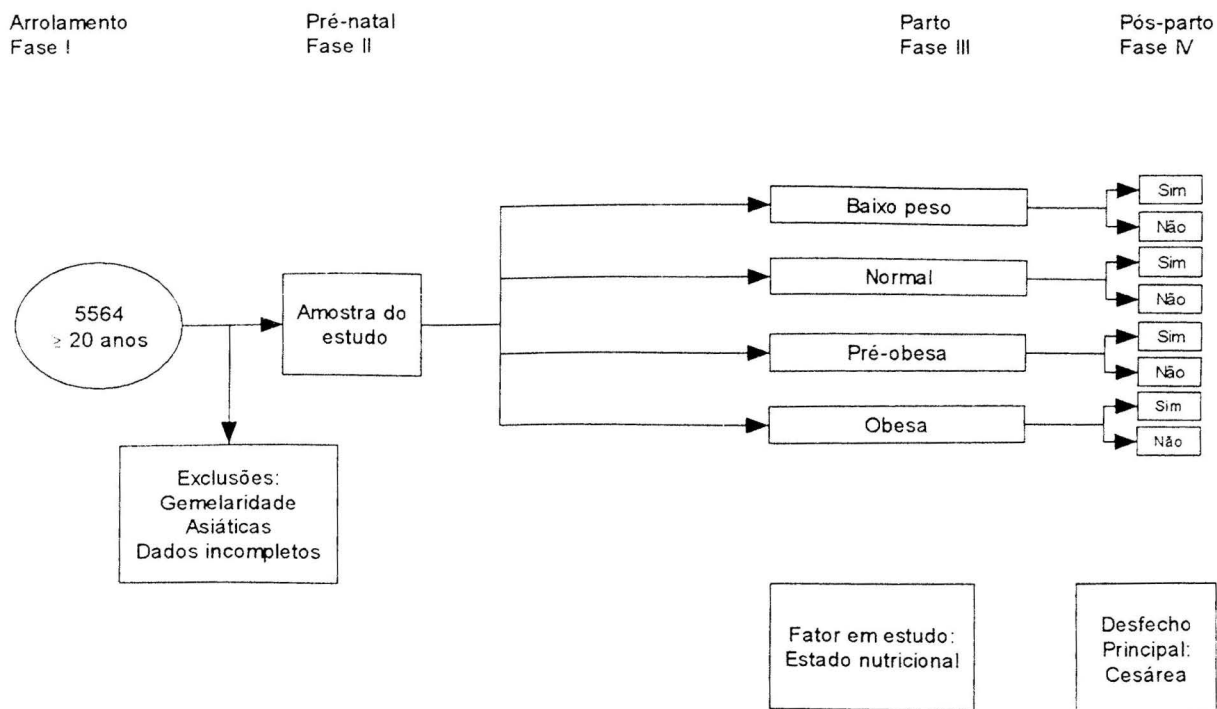 Arrolamento
Fase I
Pré-natal
Fase II
Parto
Fase III
Pós-parto
Fase IV
5564
≥ 20 anos
Amostra do
estudo
Exclusões:
Gemelaridade
Asiáticas
Dados incompletos
Baixo peso
Sim
Não
Normal
Sim
Não
Pré-obesa
Sim
Não
Obesa
Sim
Não
Fator em estudo:
Estado nutricional
Desfecho
Principal:
Cesárea